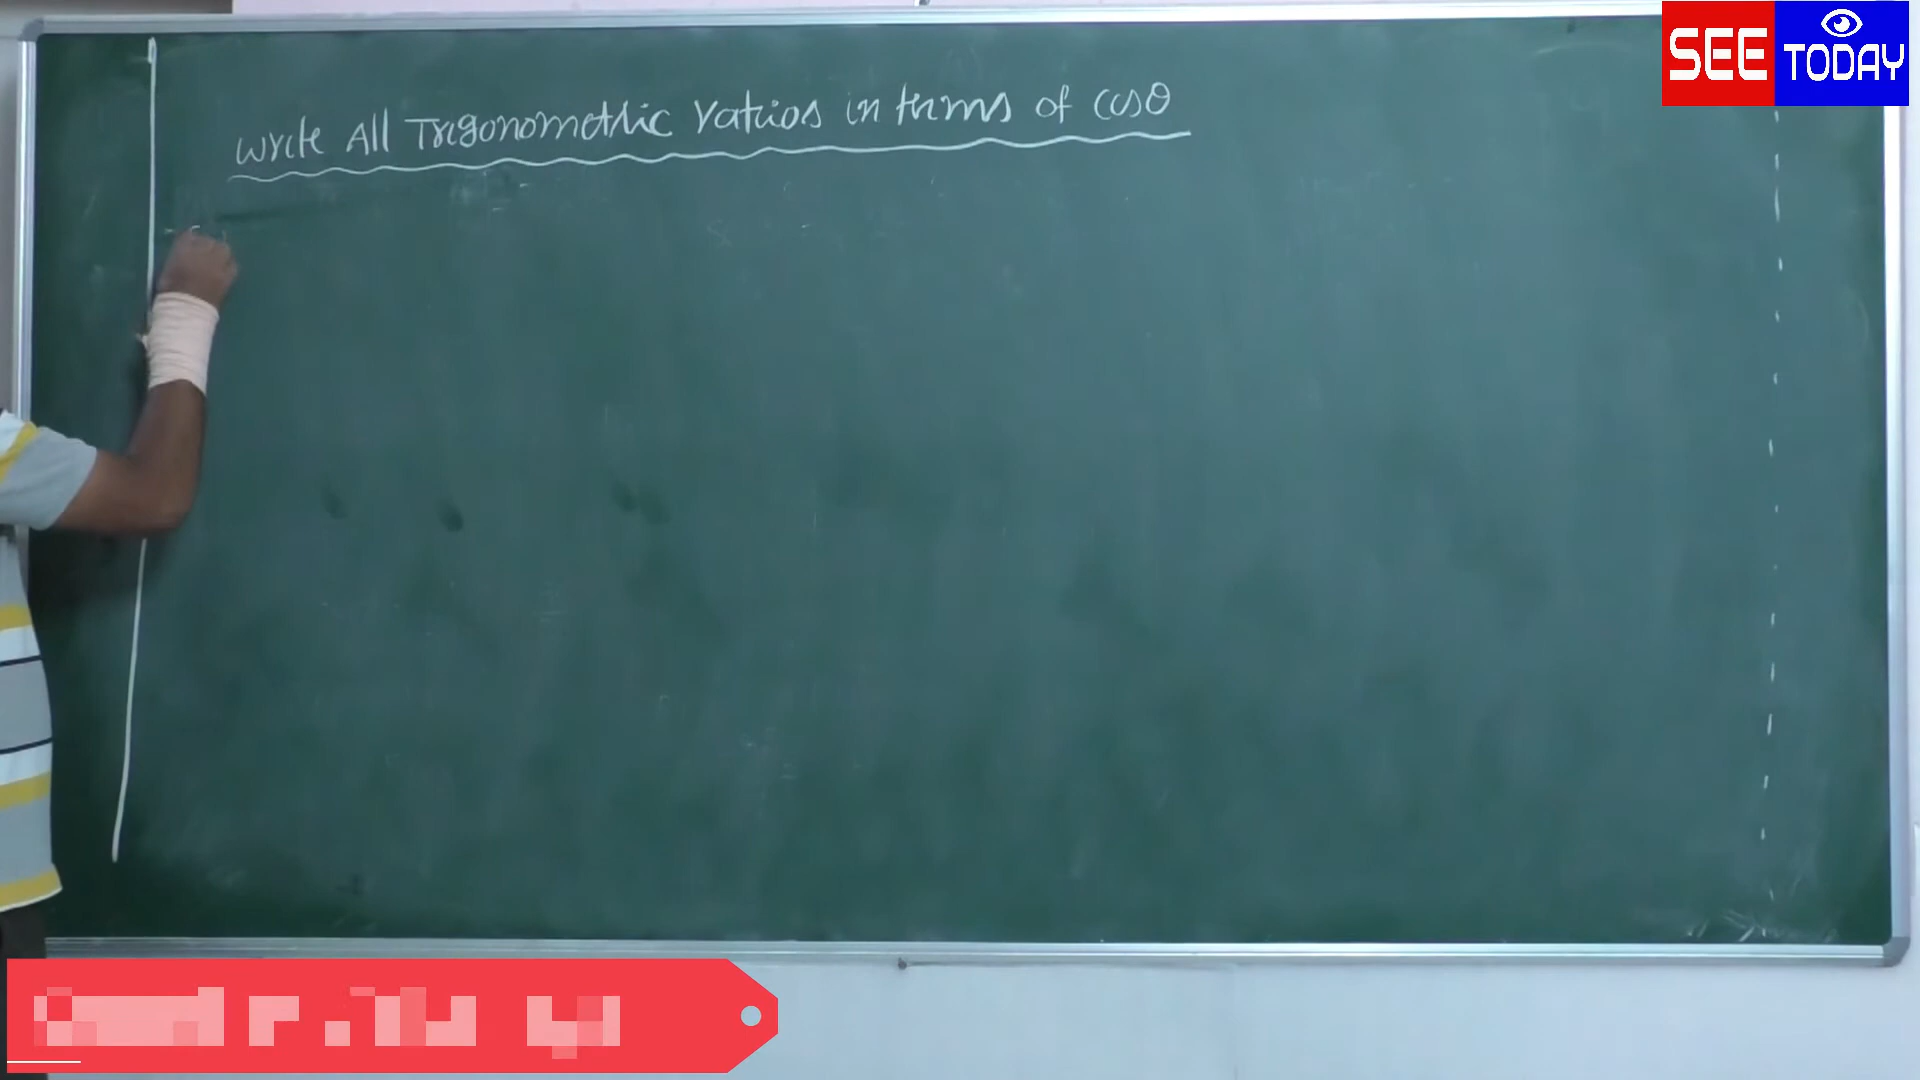 Write All Trigonometric ratios in terms of cosθ
SEE TODAY